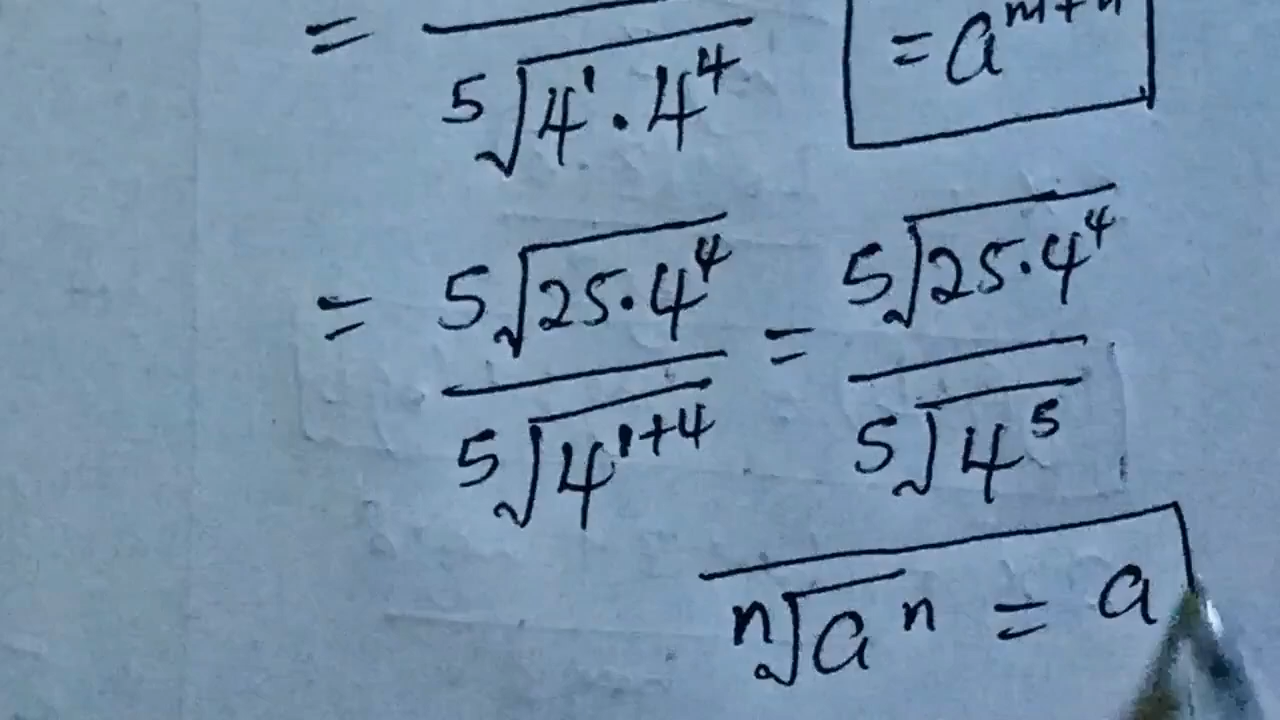 = ⁵√(4¹ · 4⁴)
= a^(m+n)
= ⁵√(25 · 4⁴) / ⁵√(4¹⁺⁴) = ⁵√(25 · 4⁴) / ⁵√(4⁵)
ⁿ√aⁿ = a